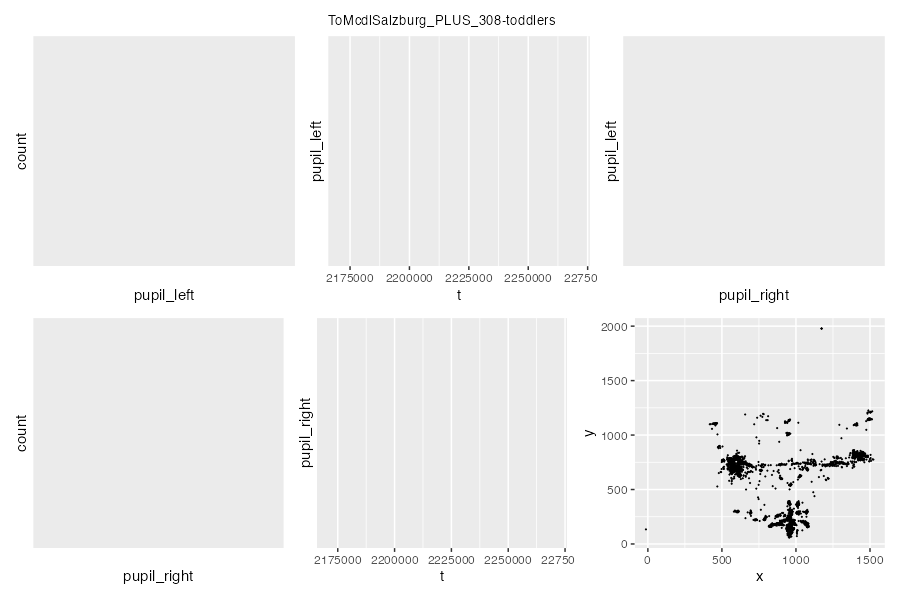 ToMcdlSalzburg_PLUS_308-toddlers
count
pupil_left
pupil_left
2175000 2200000 2225000 2250000 22750
t
pupil_left
pupil_right
count
pupil_right
pupil_right
2175000 2200000 2225000 2250000 22750
t
y
2000
1500
1000
500
0
0 500 1000 1500
x